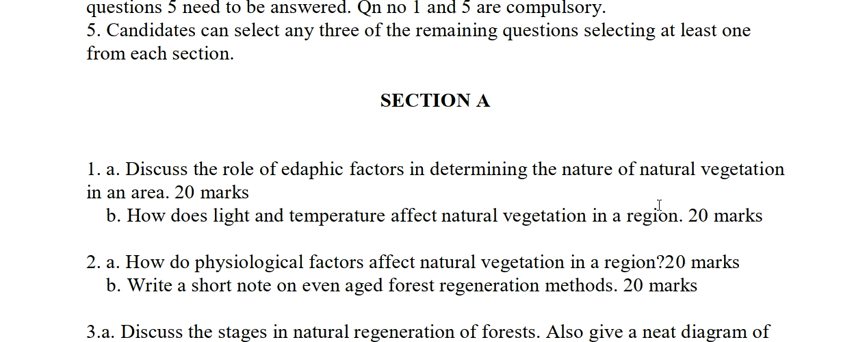 questions 5 need to be answered. Qn no 1 and 5 are compulsory.
5. Candidates can select any three of the remaining questions selecting at least one
from each section.
SECTION A
1. a. Discuss the role of edaphic factors in determining the nature of natural vegetation
in an area. 20 marks
b. How does light and temperature affect natural vegetation in a region. 20 marks
2. a. How do physiological factors affect natural vegetation in a region?20 marks
b. Write a short note on even aged forest regeneration methods. 20 marks
3.a. Discuss the stages in natural regeneration of forests. Also give a neat diagram of